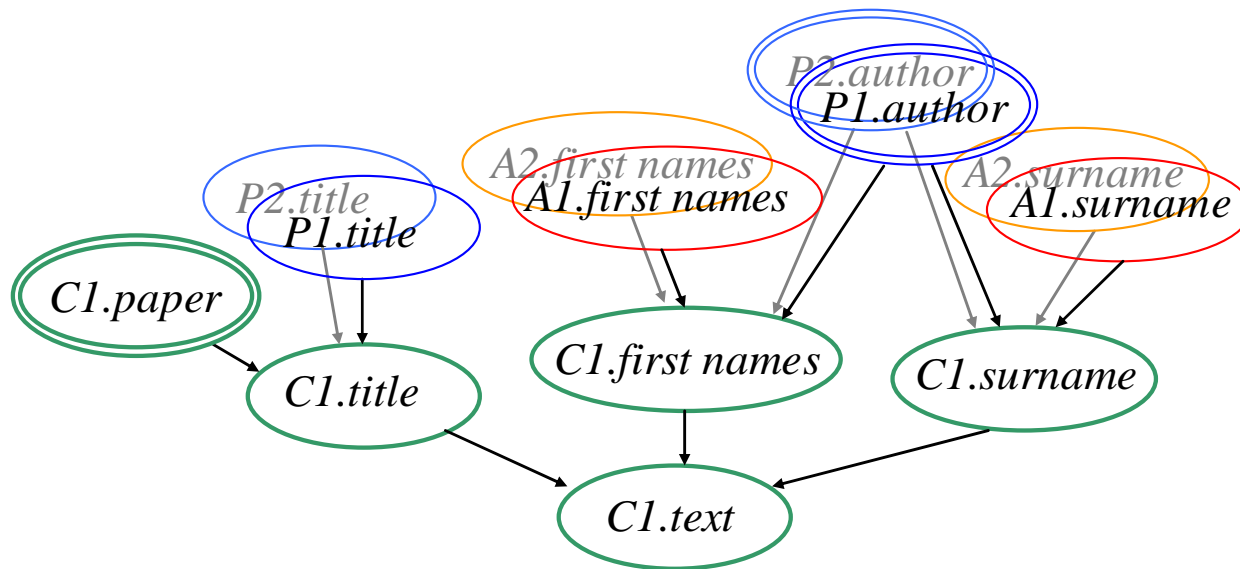 P2.author
P1.author
A2.first names
A1.first names
A2.surname
A1.surname
P2.title
P1.title
C1.paper
C1.title
C1.first names
C1.surname
C1.text